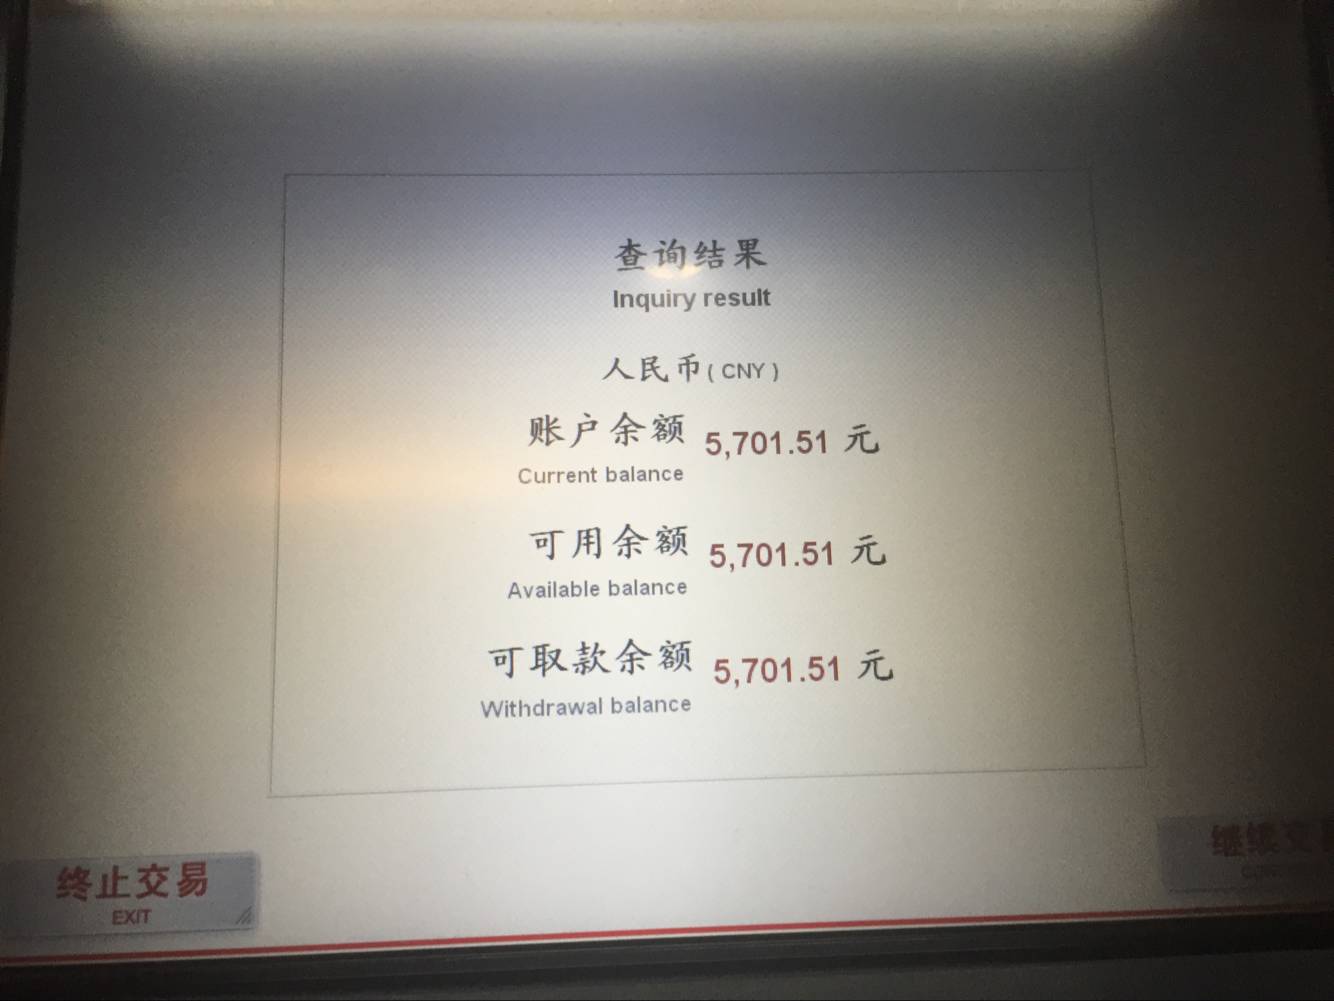 查询结果
Inquiry result
人民币( CNY )
账户余额 5,701.51 元
Current balance
可用余额 5,701.51 元
Available balance
可取款余额 5,701.51 元
Withdrawal balance
终止交易
EXIT
继续交